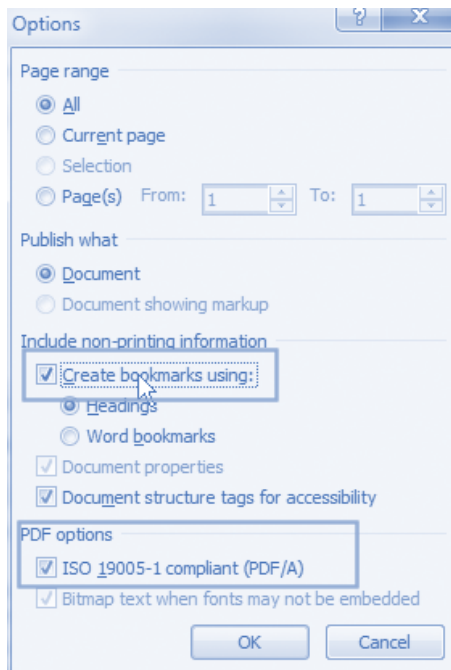 Options
Page range
All
Current page
Selection
Page(s) From: 1 To: 1
Publish what
Document
Document showing markup
Include non-printing information
Create bookmarks using:
Headings
Word bookmarks
Document properties
Document structure tags for accessibility
PDF options
ISO 19005-1 compliant (PDF/A)
Bitmap text when fonts may not be embedded
OK Cancel